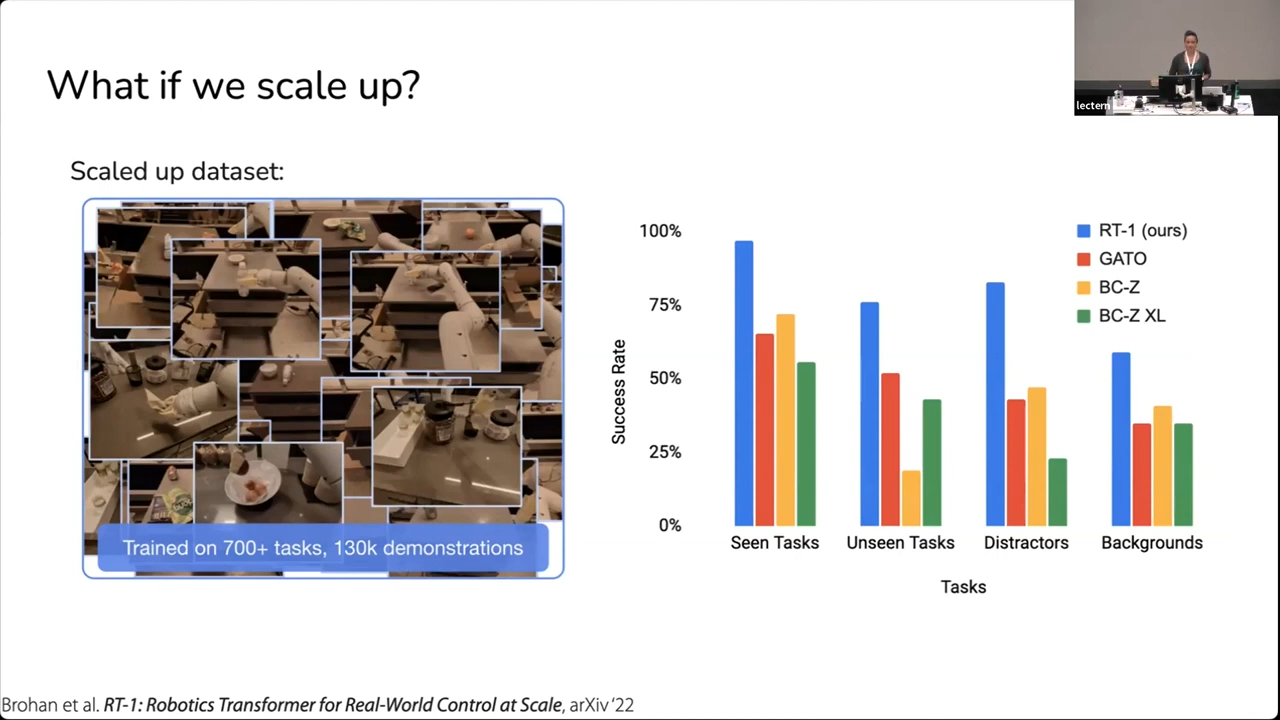 What if we scale up?
lectern
Scaled up dataset:
Trained on 700+ tasks, 130k demonstrations
100%
75%
50%
25%
0%
Success Rate
RT-1 (ours)
GATO
BC-Z
BC-Z XL
Seen Tasks
Unseen Tasks
Distractors
Backgrounds
Tasks
Brohan et al. RT-1: Robotics Transformer for Real-World Control at Scale, arXiv ‘22